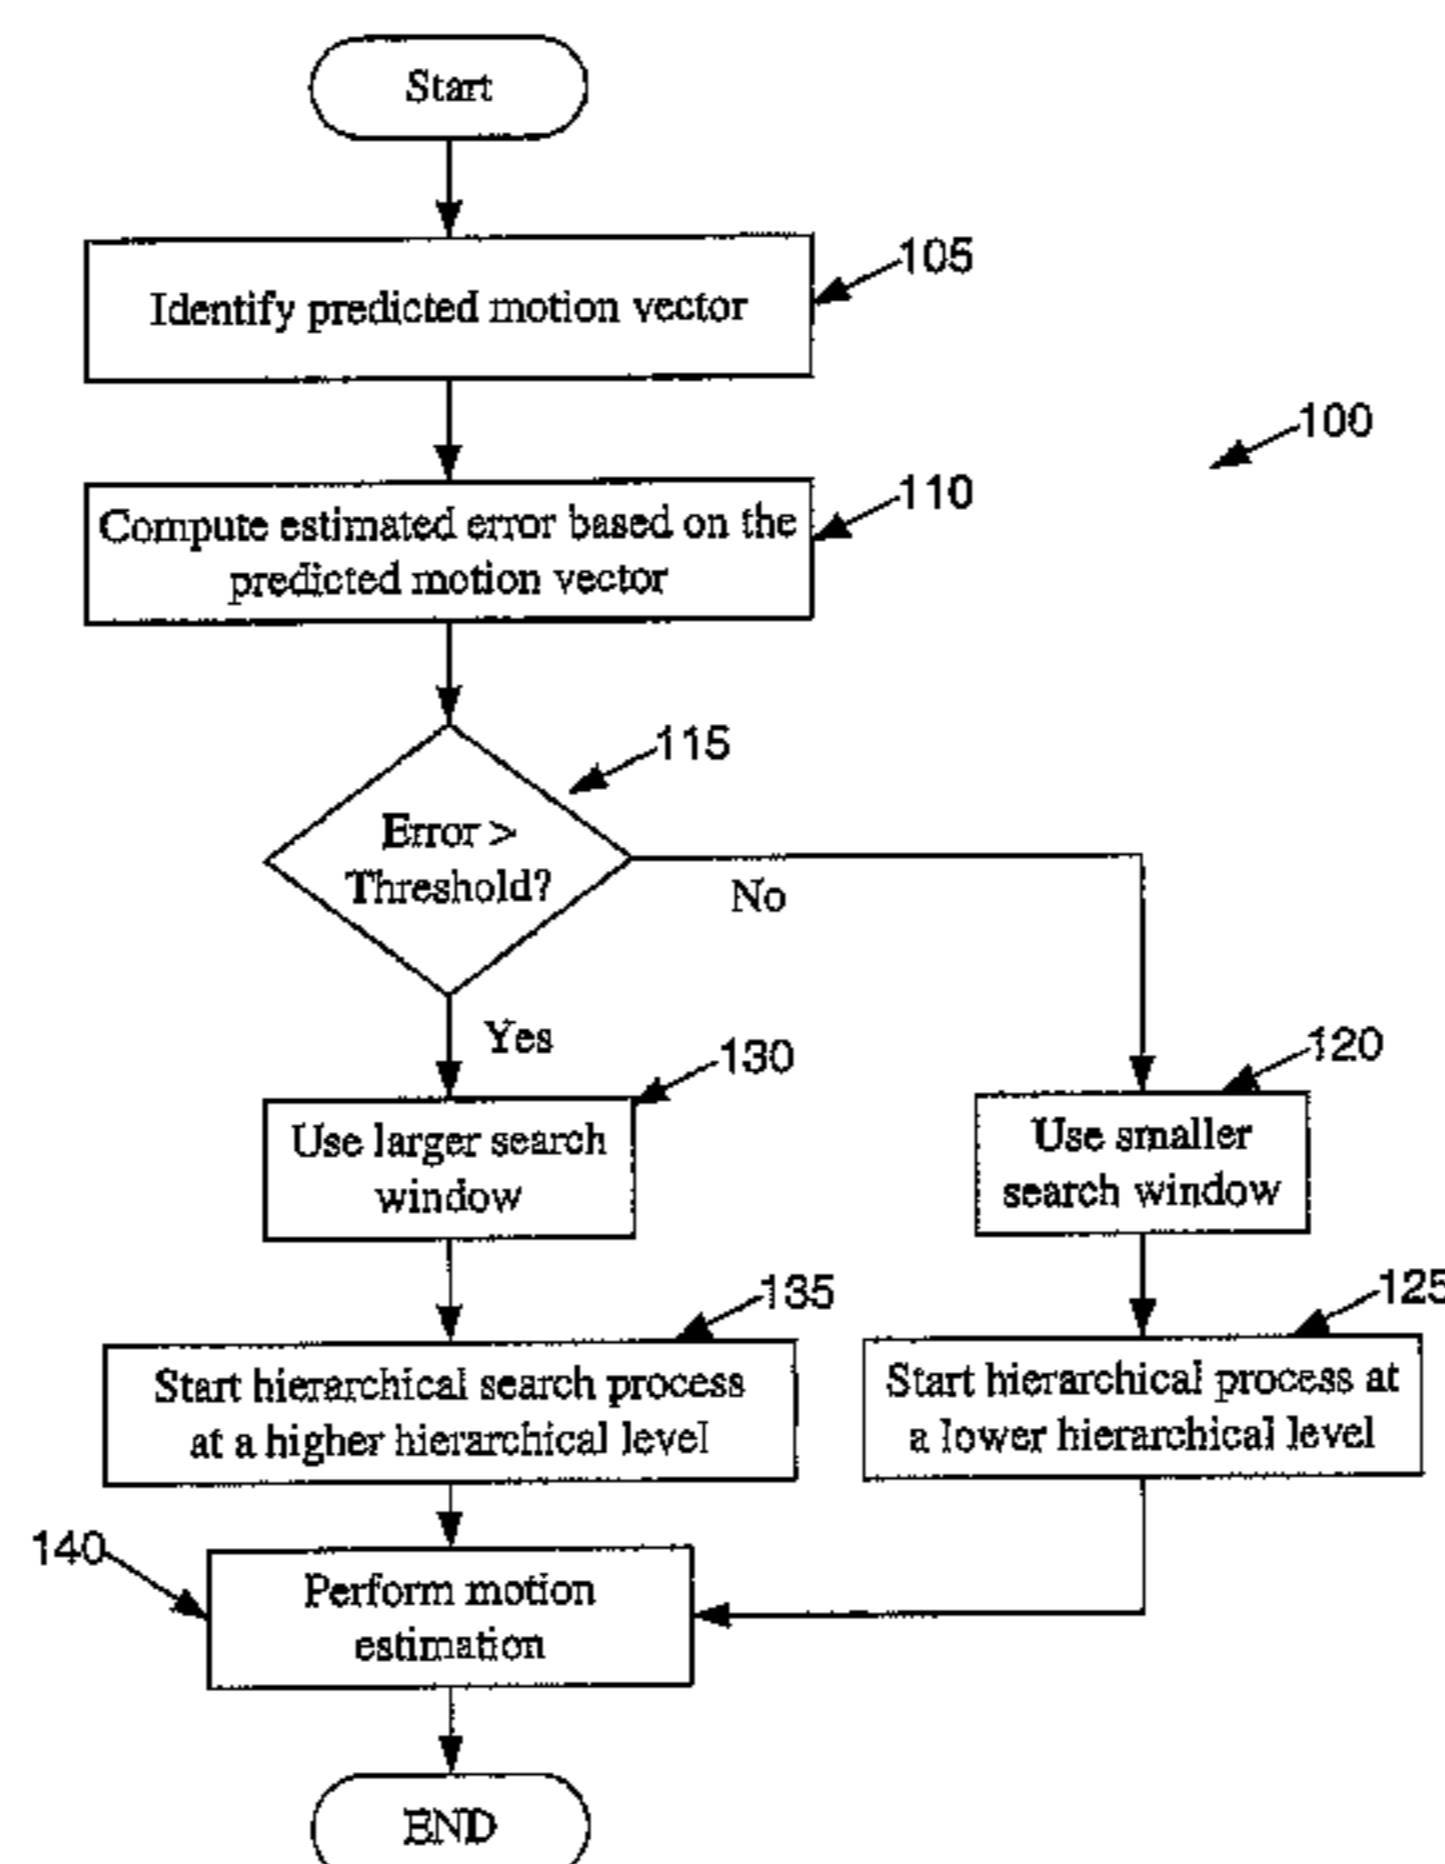 Start
105
Identify predicted motion vector
100
110
Compute estimated error based on the
predicted motion vector
115
Error >
Threshold?
No
Yes
130
120
Use larger search
window
Use smaller
search window
135
125
Start hierarchical search process
at a higher hierarchical level
Start hierarchical process at
a lower hierarchical level
140
Perform motion
estimation
END